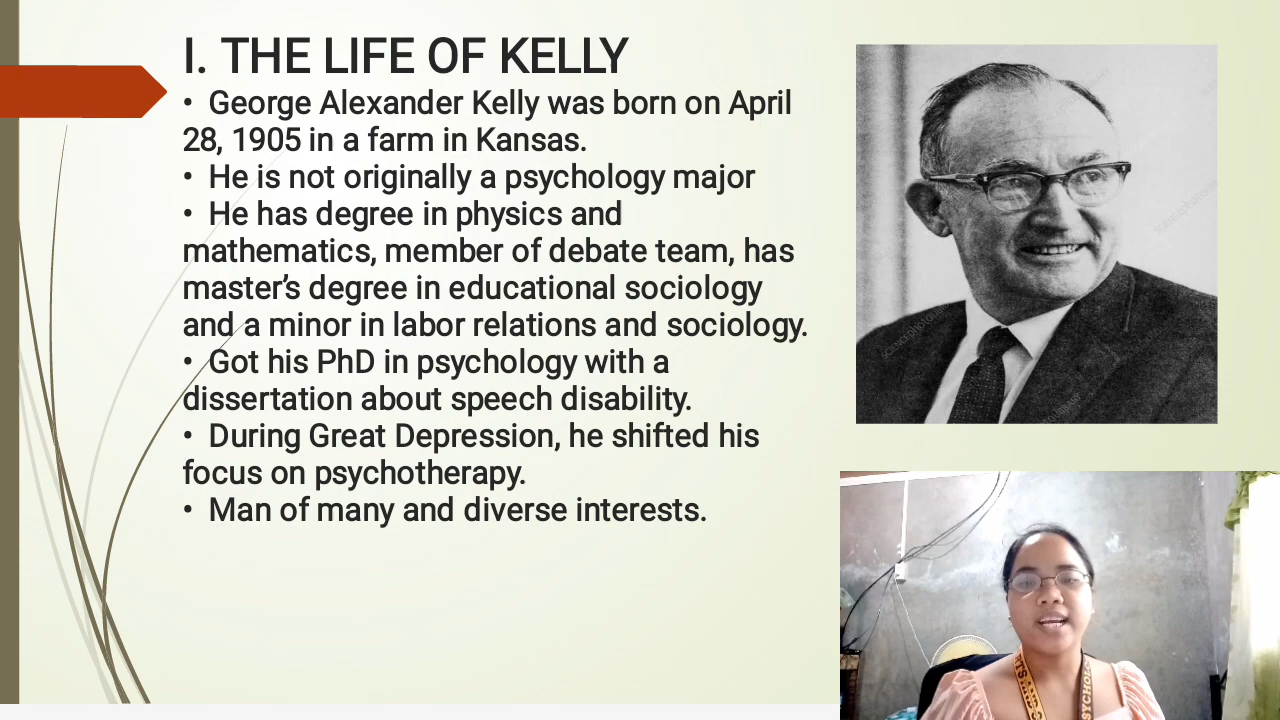 I. THE LIFE OF KELLY
• George Alexander Kelly was born on April
28, 1905 in a farm in Kansas.
• He is not originally a psychology major
• He has degree in physics and
mathematics, member of debate team, has
master's degree in educational sociology
and a minor in labor relations and sociology.
• Got his PhD in psychology with a
dissertation about speech disability.
• During Great Depression, he shifted his
focus on psychotherapy.
• Man of many and diverse interests.